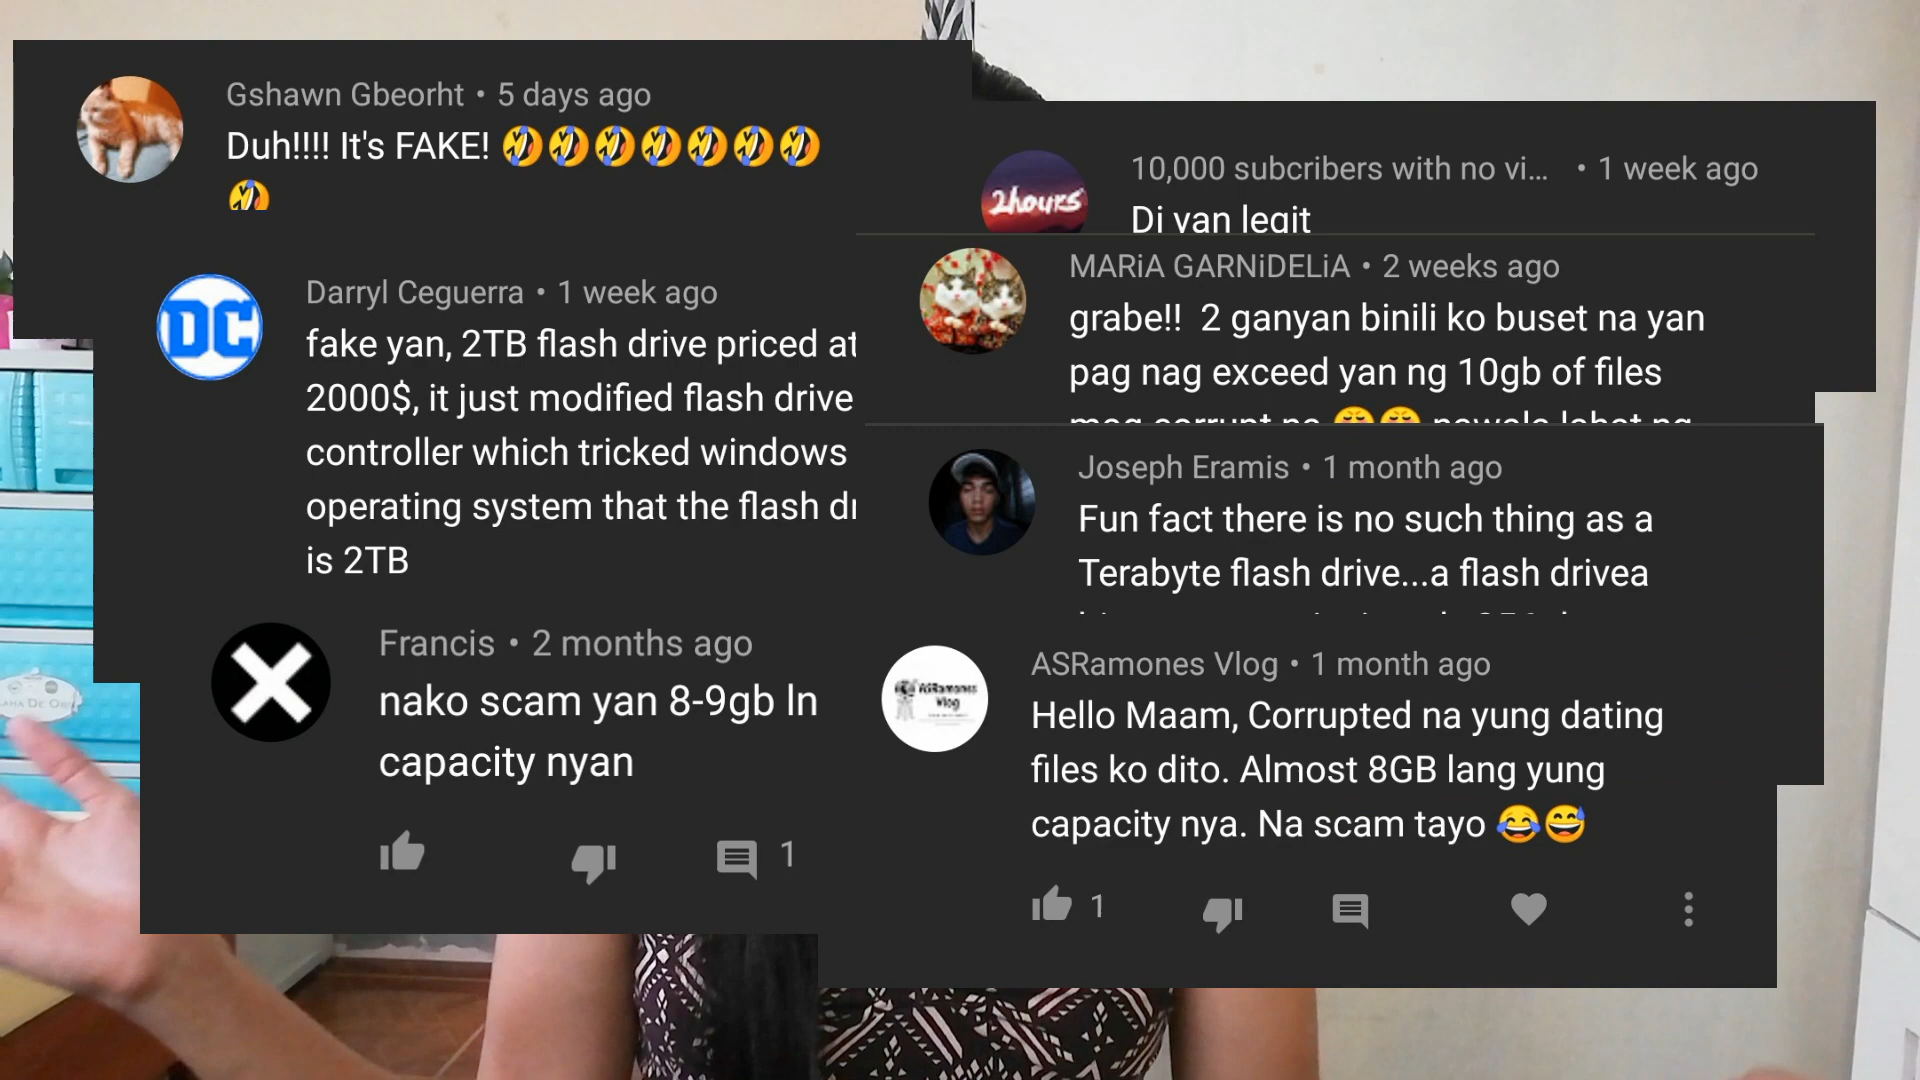 Gshawn Gbeorht • 5 days ago
Duh!!!! It's FAKE! 🤣🤣🤣🤣🤣🤣🤣
🤣
Darryl Ceguerra • 1 week ago
fake yan, 2TB flash drive priced at
2000$, it just modified flash drive
controller which tricked windows
operating system that the flash
is 2TB
Francis • 2 months ago
nako scam yan 8-9gb ln
capacity nyan
1
10,000 subcribers with no vi... • 1 week ago
2hours
Di yan legit
MARiA GARNiDELiA • 2 weeks ago
grabe!! 2 ganyan binili ko buset na yan
pag nag exceed yan ng 10gb of files
Joseph Eramis • 1 month ago
Fun fact there is no such thing as a
Terabyte flash drive...a flash drivea
ASRamones Vlog • 1 month ago
ASRamones
Vlog
Hello Maam, Corrupted na yung dating
files ko dito. Almost 8GB lang yung
capacity nya. Na scam tayo 😂😅
1
DC